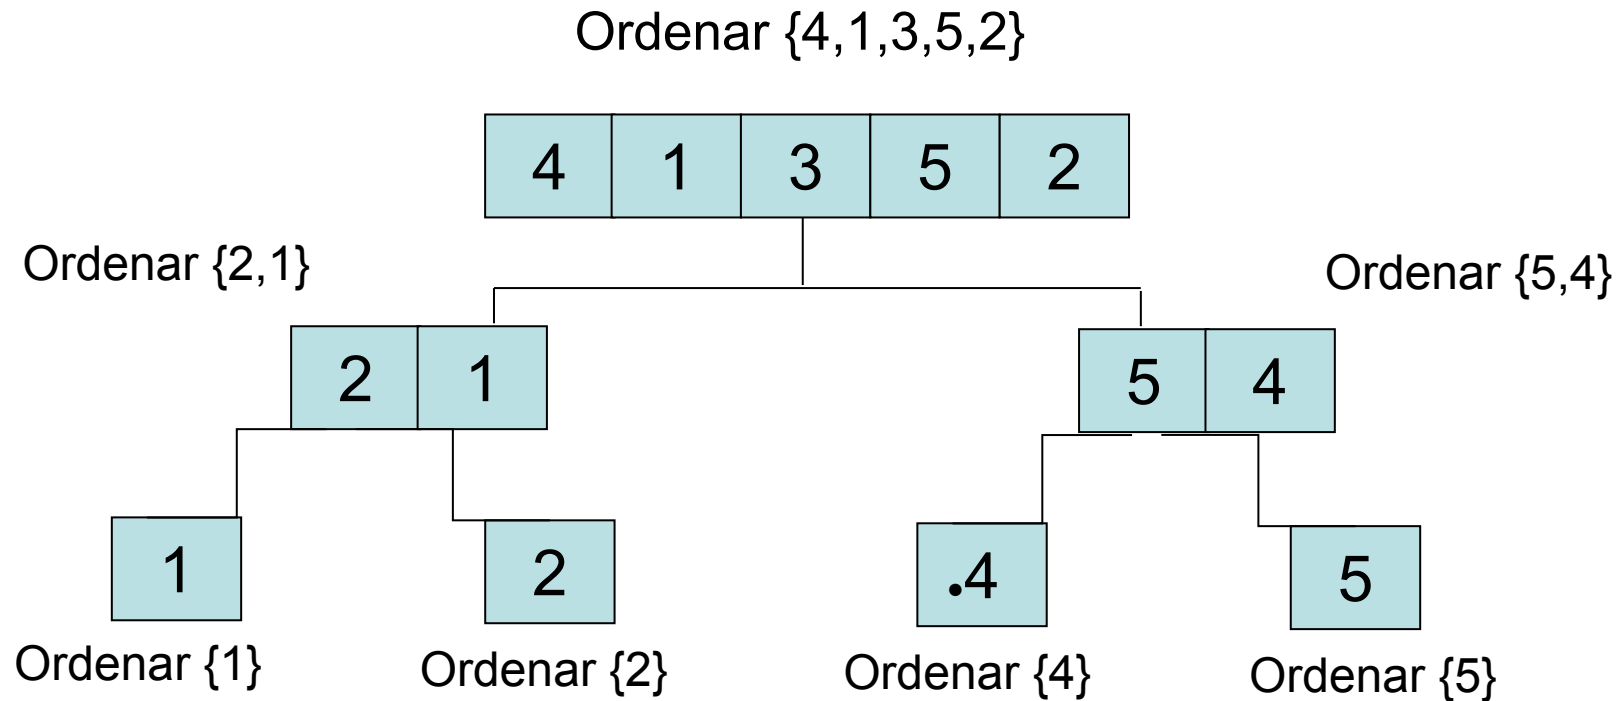 Ordenar {4,1,3,5,2}
4 1 3 5 2
Ordenar {2,1}
Ordenar {5,4}
2 1
5 4
1
2
.4
5
Ordenar {1}
Ordenar {2}
Ordenar {4}
Ordenar {5}